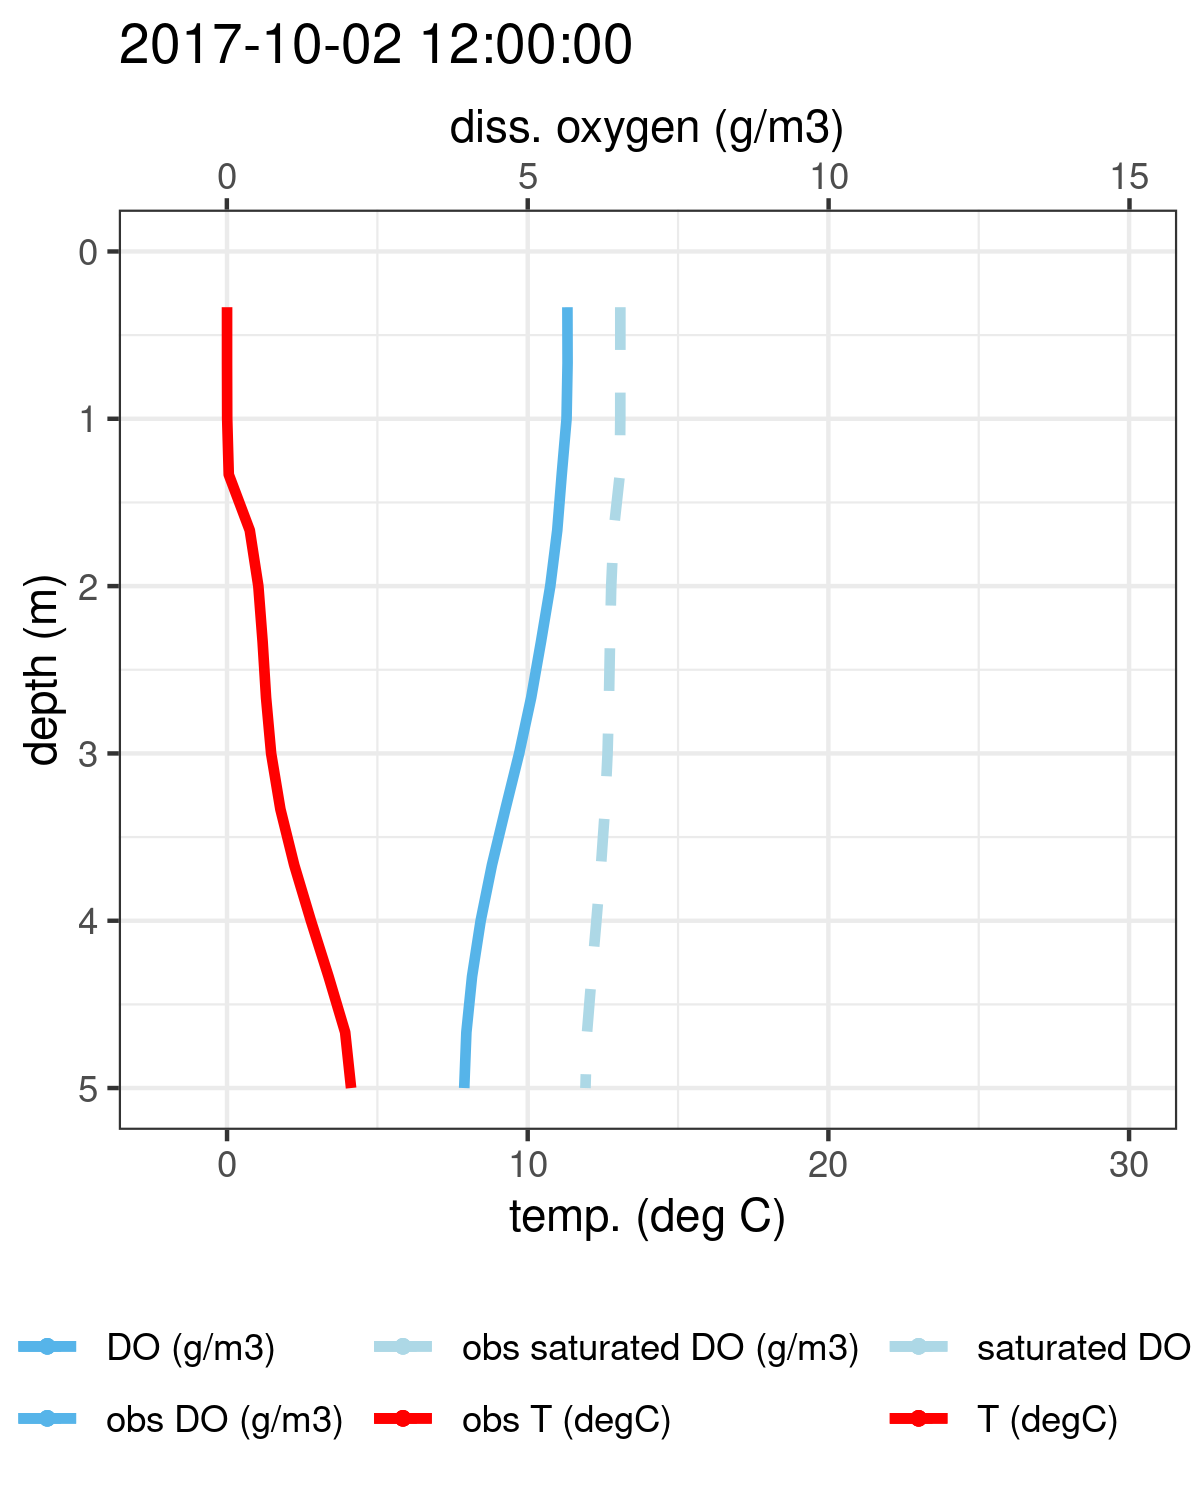 2017-10-02 12:00:00
diss. oxygen (g/m3)
0 5 10 15
0
1
2
3
4
5
depth (m)
0 10 20 30
temp. (deg C)
DO (g/m3) obs saturated DO (g/m3) saturated DO
obs DO (g/m3) obs T (degC) T (degC)